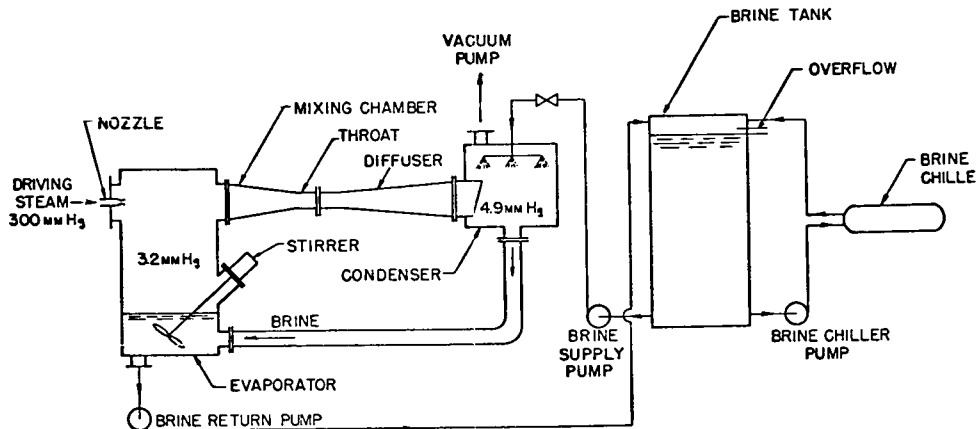 BRINE TANK
VACUUM
PUMP
OVERFLOW
MIXING CHAMBER
NOZZLE
THROAT
DIFFUSER
BRINE
CHILLE
DRIVING
STEAM
300 MM Hg
4.9 MM Hg
STIRRER
3.2 MM Hg
CONDENSER
BRINE
BRINE
SUPPLY
PUMP
BRINE CHILLER
PUMP
EVAPORATOR
BRINE RETURN PUMP